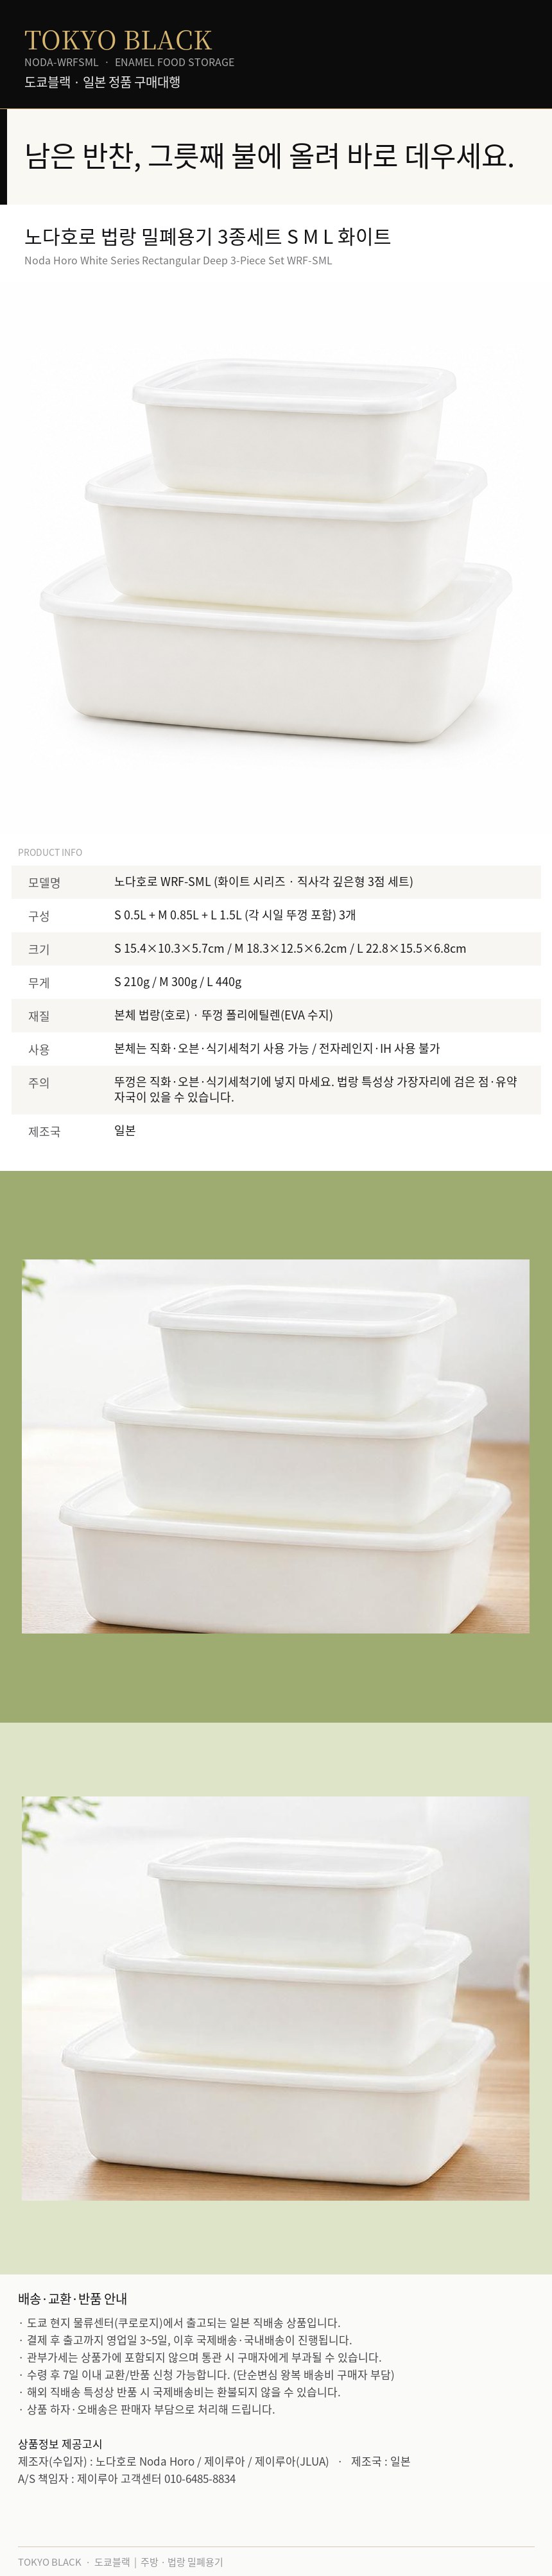 TOKYO BLACK
NODA-WRFSML · ENAMEL FOOD STORAGE
도쿄블랙 · 일본 정품 구매대행
남은 반찬, 그릇째 불에 올려 바로 데우세요.
노다호로 법랑 밀폐용기 3종세트 S M L 화이트
Noda Horo White Series Rectangular Deep 3-Piece Set WRF-SML
PRODUCT INFO
모델명 노다호로 WRF-SML (화이트 시리즈 · 직사각 깊은형 3점 세트)
구성 S 0.5L + M 0.85L + L 1.5L (각 시일 뚜껑 포함) 3개
크기 S 15.4×10.3×5.7cm / M 18.3×12.5×6.2cm / L 22.8×15.5×6.8cm
무게 S 210g / M 300g / L 440g
재질 본체 법랑(호로) · 뚜껑 폴리에틸렌(EVA 수지)
사용 본체는 직화·오븐·식기세척기 사용 가능 / 전자레인지·IH 사용 불가
주의 뚜껑은 직화·오븐·식기세척기에 넣지 마세요. 법랑 특성상 가장자리에 검은 점·유약
자국이 있을 수 있습니다.
제조국 일본
배송·교환·반품 안내
· 도쿄 현지 물류센터(쿠로로지)에서 출고되는 일본 직배송 상품입니다.
· 결제 후 출고까지 영업일 3~5일, 이후 국제배송·국내배송이 진행됩니다.
· 관부가세는 상품가에 포함되지 않으며 통관 시 구매자에게 부과될 수 있습니다.
· 수령 후 7일 이내 교환/반품 신청 가능합니다. (단순변심 왕복 배송비 구매자 부담)
· 해외 직배송 특성상 반품 시 국제배송비는 환불되지 않을 수 있습니다.
· 상품 하자·오배송은 판매자 부담으로 처리해 드립니다.
상품정보 제공고시
제조자(수입자) : 노다호로 Noda Horo / 제이루아 / 제이루아(JLUA) · 제조국 : 일본
A/S 책임자 : 제이루아 고객센터 010-6485-8834
TOKYO BLACK · 도쿄블랙 | 주방 · 법랑 밀폐용기